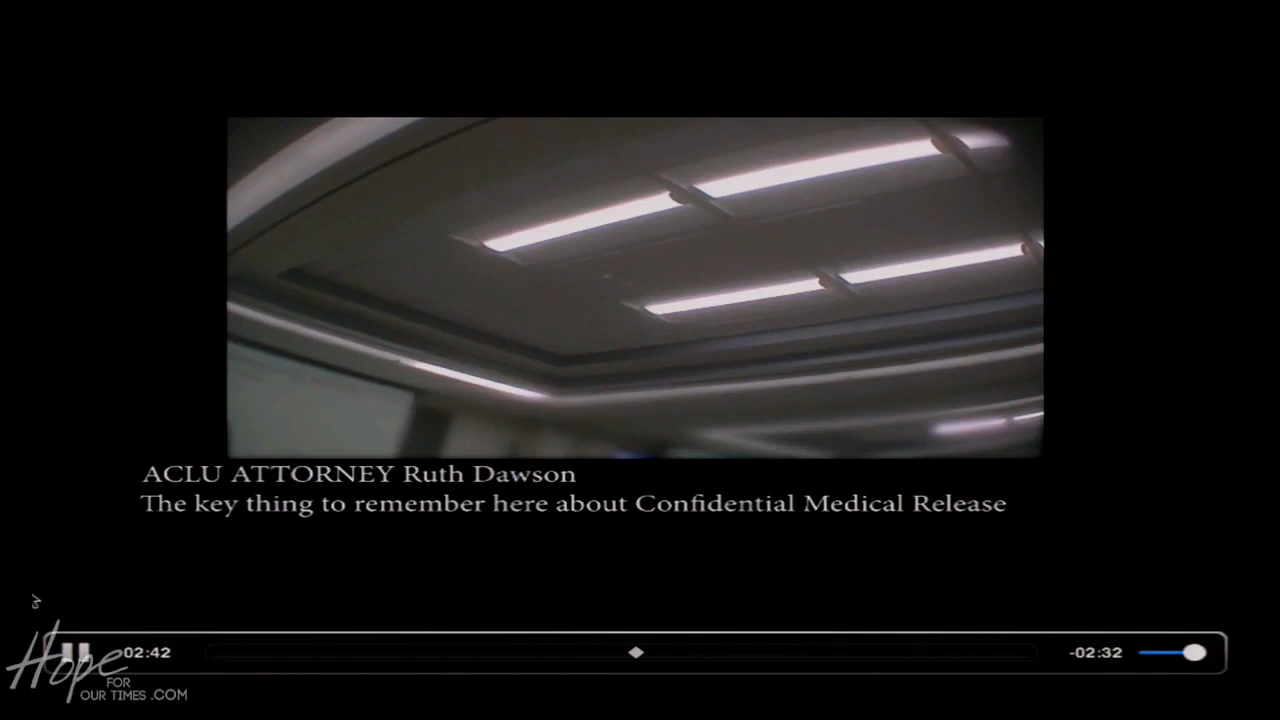 ACLU ATTORNEY Ruth Dawson
The key thing to remember here about Confidential Medical Release
02:42
-02:32
Hope
FOR
OUR TIMES .COM